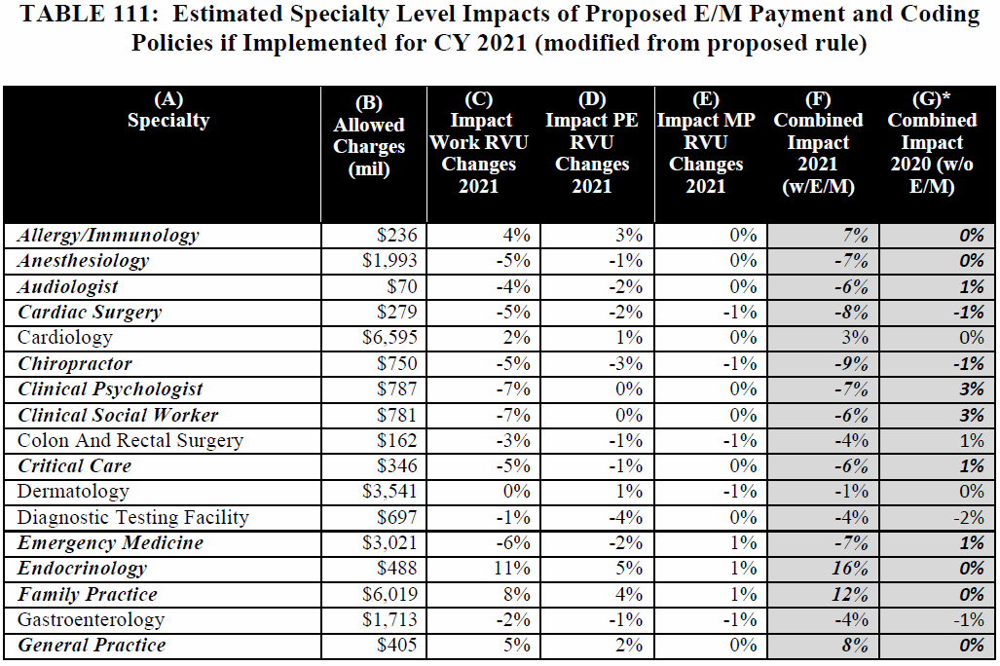 TABLE 111: Estimated Specialty Level Impacts of Proposed E/M Payment and Coding
Policies if Implemented for CY 2021 (modified from proposed rule)
(A) Specialty (B) Allowed Charges (mil) (C) Impact Work RVU Changes 2021 (D) Impact PE RVU Changes 2021 (E) Impact MP RVU Changes 2021 (F) Combined Impact 2021 (w/E/M) (G)* Combined Impact 2020 (w/o E/M)
Allergy/Immunology $236 4% 3% 0% 7% 0%
Anesthesiology $1,993 -5% -1% 0% -7% 0%
Audiologist $70 -4% -2% 0% -6% 1%
Cardiac Surgery $279 -5% -2% -1% -8% -1%
Cardiology $6,595 2% 1% 0% 3% 0%
Chiropractor $750 -5% -3% -1% -9% -1%
Clinical Psychologist $787 -7% 0% 0% -7% 3%
Clinical Social Worker $781 -7% 0% 0% -6% 3%
Colon And Rectal Surgery $162 -3% -1% -1% -4% 1%
Critical Care $346 -5% -1% 0% -6% 1%
Dermatology $3,541 0% 1% -1% -1% 0%
Diagnostic Testing Facility $697 -1% -4% 0% -4% -2%
Emergency Medicine $3,021 -6% -2% 1% -7% 1%
Endocrinology $488 11% 5% 1% 16% 0%
Family Practice $6,019 8% 4% 1% 12% 0%
Gastroenterology $1,713 -2% -1% -1% -4% -1%
General Practice $405 5% 2% 0% 8% 0%